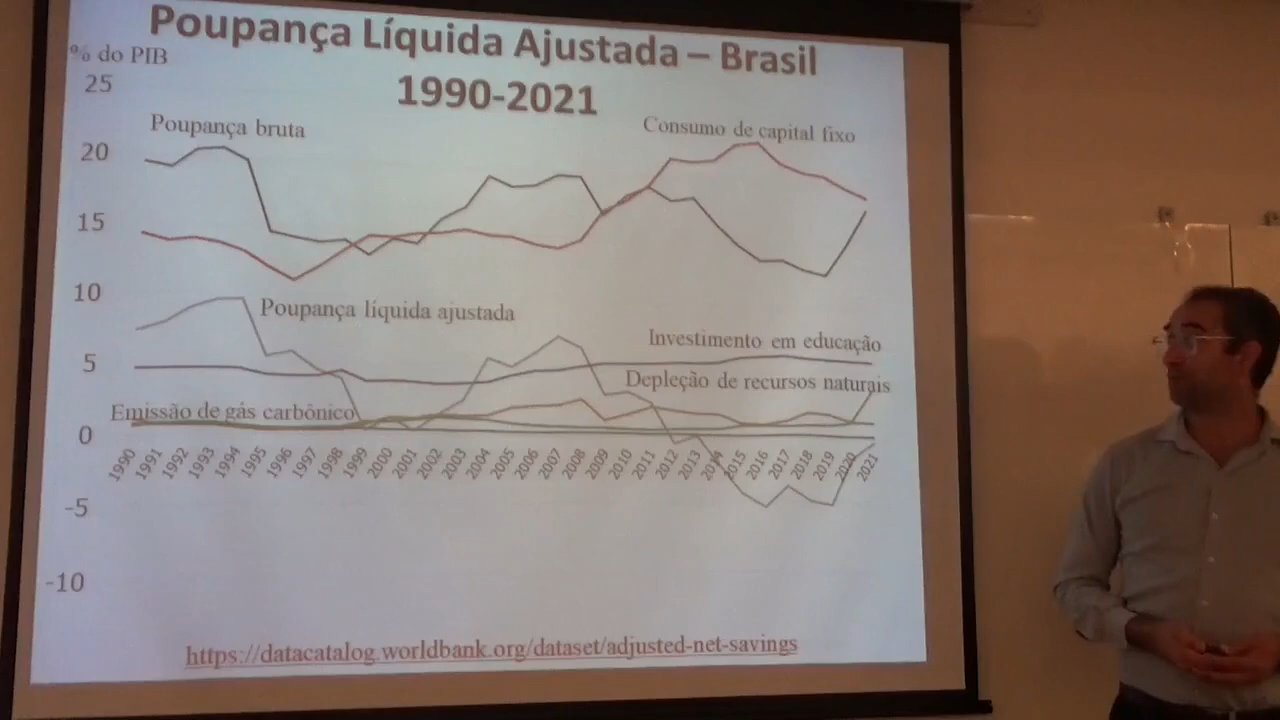 Poupança Líquida Ajustada – Brasil
1990-2021
% do PIB
25
Poupança bruta
Consumo de capital fixo
20
15
10
Poupança líquida ajustada
Investimento em educação
5
Depleção de recursos naturais
Emissão de gás carbônico
0
1990 1991 1992 1993 1994 1995 1996 1997 1998 1999 2000 2001 2002 2003 2004 2005 2006 2007 2008 2009 2010 2011 2012 2013 2014 2015 2016 2017 2018 2019 2020 2021
-5
-10
https://datacatalog.worldbank.org/dataset/adjusted-net-savings